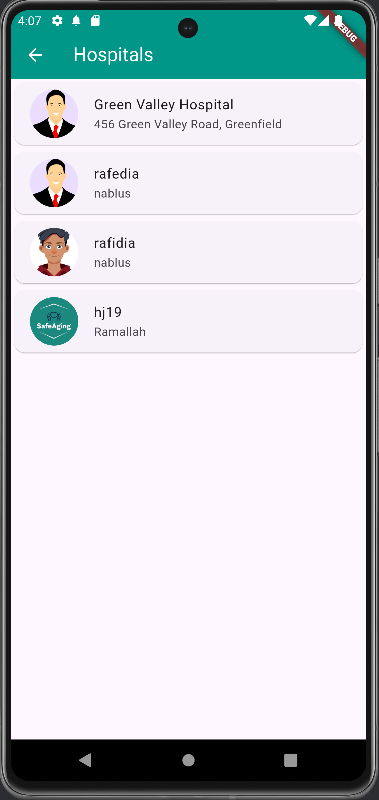 4:07
DEBUG
Hospitals
Green Valley Hospital
456 Green Valley Road, Greenfield
rafedia
nablus
rafidia
nablus
SafeAging
hj19
Ramallah